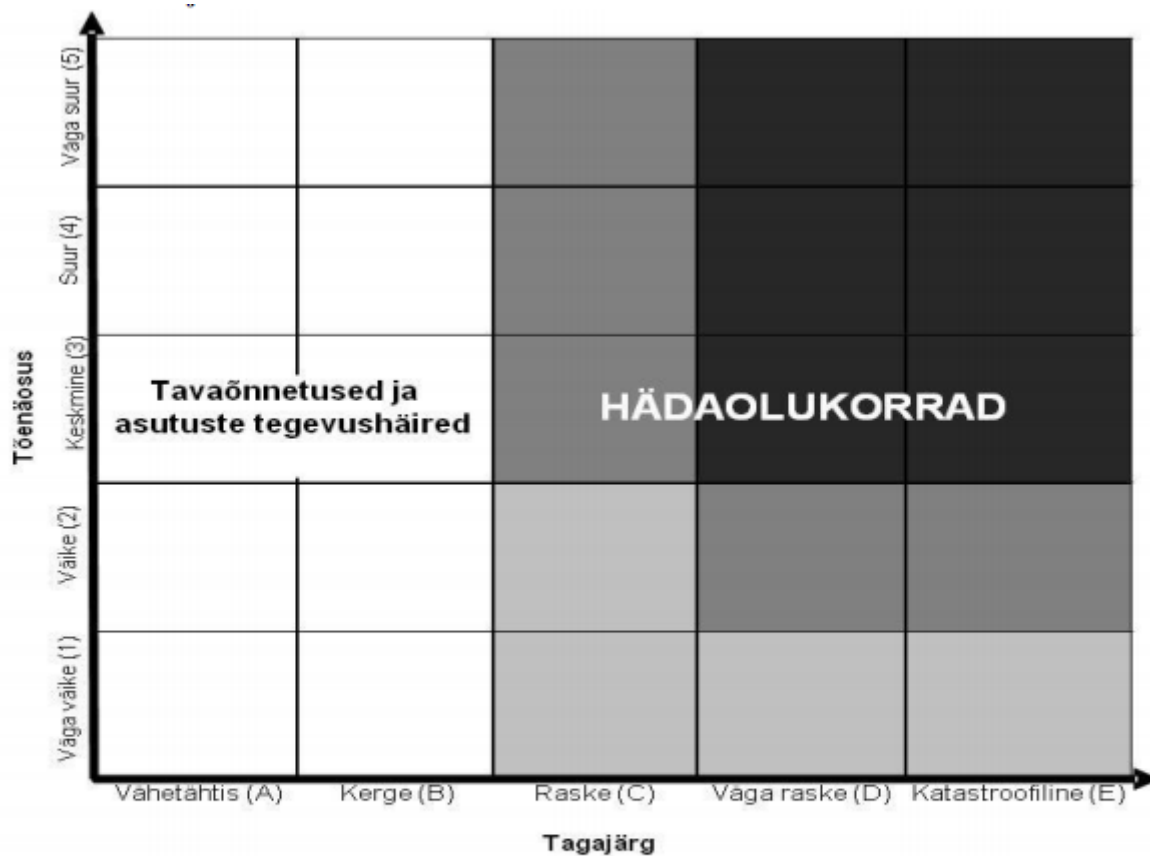 Väga suur (5)
Suur (4)
Keskmine (3)
Väike (2)
Väga väike (1)
Tõenäosus
Tavaõnnetused ja
asutuste tegevushäired
HÄDAOLUKORRAD
Vähetähtis (A)
Kerge (B)
Raske (C)
Väga raske (D)
Katastroofiline (E)
Tagajärg